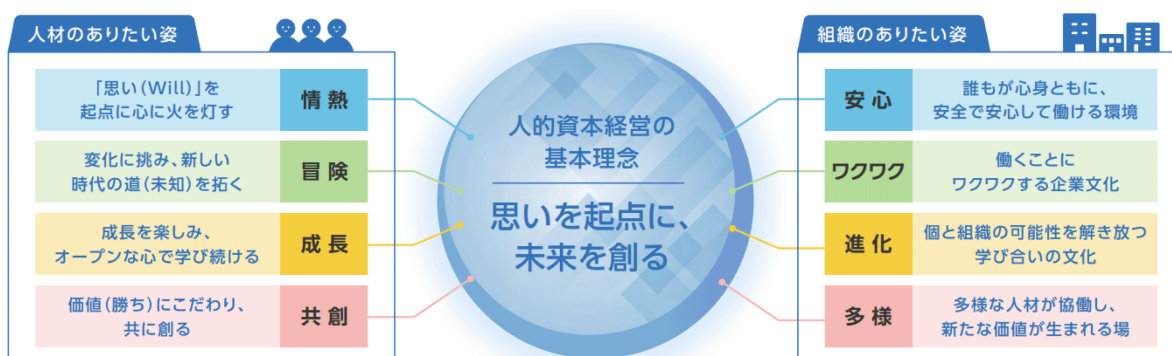 人材のありたい姿
「思い(Will)」を
起点に心に火を灯す
情熱
変化に挑み、新しい
時代の道(未知)を拓く
冒険
成長を楽しみ、
オープンな心で学び続ける
成長
価値(勝ち)にこだわり、
共に創る
共創
人的資本経営の
基本理念
思いを起点に、
未来を創る
組織のありたい姿
安心
誰もが心身ともに、
安全で安心して働ける環境
ワクワク
働くことに
ワクワクする企業文化
進化
個と組織の可能性を解き放つ
学び合いの文化
多様
多様な人材が協働し、
新たな価値が生まれる場